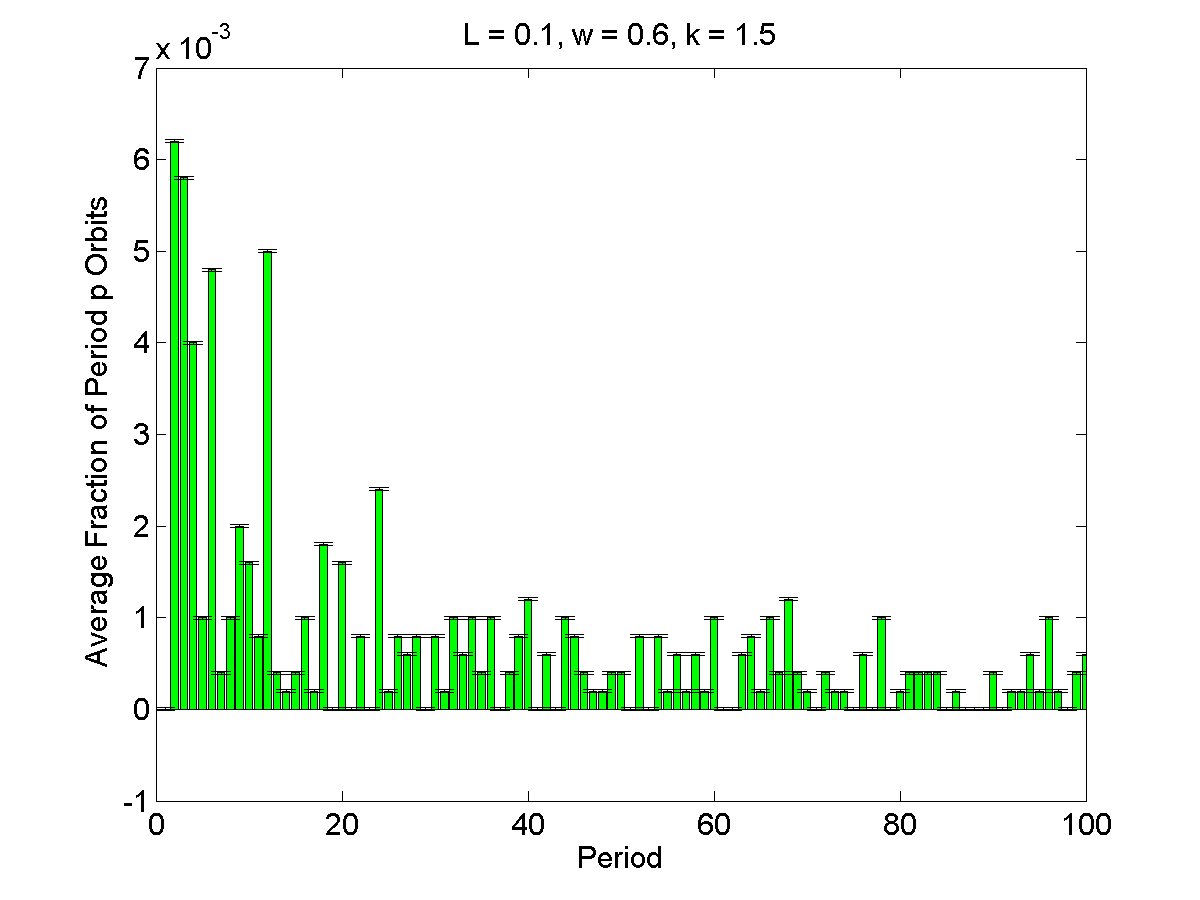 L = 0.1, w = 0.6, k = 1.5
x 10-3
7
6
5
4
3
2
1
0
-1
Average Fraction of Period p Orbits
0 20 40 60 80 100
Period